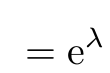 = e^λ